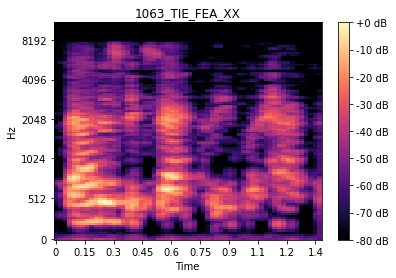 1063_TIE_FEA_XX
+0 dB
8192
-10 dB
4096
-20 dB
-30 dB
2048
Hz
-40 dB
1024
-50 dB
512
-60 dB
-70 dB
0
-80 dB
0 0.15 0.3 0.45 0.6 0.75 0.9 1.1 1.2 1.4
Time